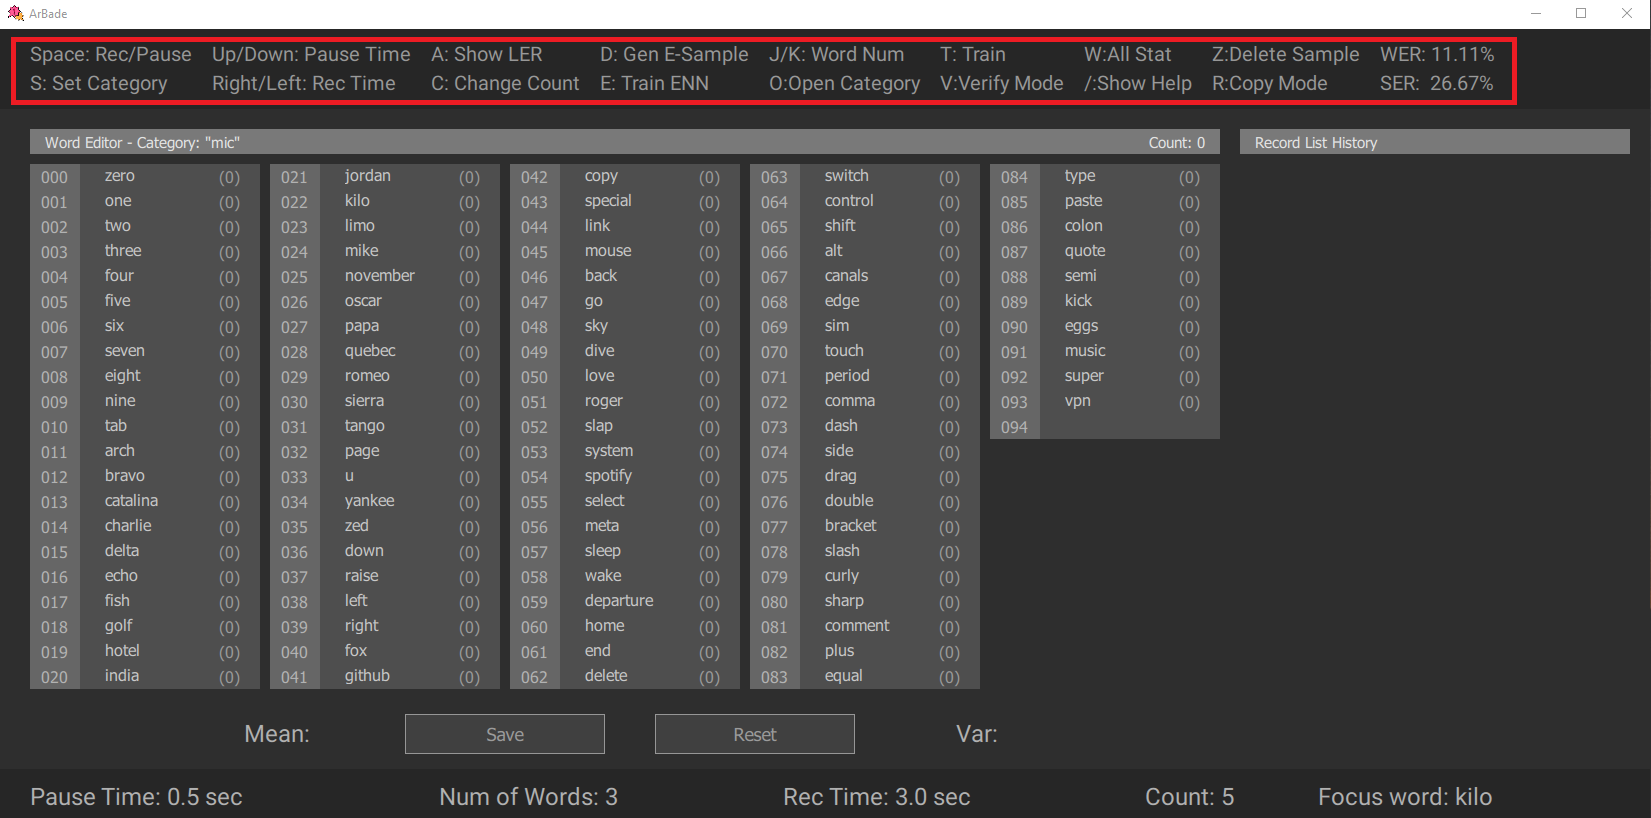 ArBade
Space: Rec/Pause Up/Down: Pause Time A: Show LER D: Gen E-Sample J/K: Word Num T: Train W:All Stat Z:Delete Sample WER: 11.11%
S: Set Category Right/Left: Rec Time C: Change Count E: Train ENN O:Open Category V:Verify Mode /:Show Help R:Copy Mode SER: 26.67%
Word Editor - Category: "mic" Count: 0 Record List History
000 zero (0) 021 jordan (0) 042 copy (0) 063 switch (0) 084 type (0)
001 one (0) 022 kilo (0) 043 special (0) 064 control (0) 085 paste (0)
002 two (0) 023 limo (0) 044 link (0) 065 shift (0) 086 colon (0)
003 three (0) 024 mike (0) 045 mouse (0) 066 alt (0) 087 quote (0)
004 four (0) 025 november (0) 046 back (0) 067 canals (0) 088 semi (0)
005 five (0) 026 oscar (0) 047 go (0) 068 edge (0) 089 kick (0)
006 six (0) 027 papa (0) 048 sky (0) 069 sim (0) 090 eggs (0)
007 seven (0) 028 quebec (0) 049 dive (0) 070 touch (0) 091 music (0)
008 eight (0) 029 romeo (0) 050 love (0) 071 period (0) 092 super (0)
009 nine (0) 030 sierra (0) 051 roger (0) 072 comma (0) 093 vpn (0)
010 tab (0) 031 tango (0) 052 slap (0) 073 dash (0) 094
011 arch (0) 032 page (0) 053 system (0) 074 side (0)
012 bravo (0) 033 u (0) 054 spotify (0) 075 drag (0)
013 catalina (0) 034 yankee (0) 055 select (0) 076 double (0)
014 charlie (0) 035 zed (0) 056 meta (0) 077 bracket (0)
015 delta (0) 036 down (0) 057 sleep (0) 078 slash (0)
016 echo (0) 037 raise (0) 058 wake (0) 079 curly (0)
017 fish (0) 038 left (0) 059 departure (0) 080 sharp (0)
018 golf (0) 039 right (0) 060 home (0) 081 comment (0)
019 hotel (0) 040 fox (0) 061 end (0) 082 plus (0)
020 india (0) 041 github (0) 062 delete (0) 083 equal (0)
Mean: Save Reset Var:
Pause Time: 0.5 sec Num of Words: 3 Rec Time: 3.0 sec Count: 5 Focus word: kilo